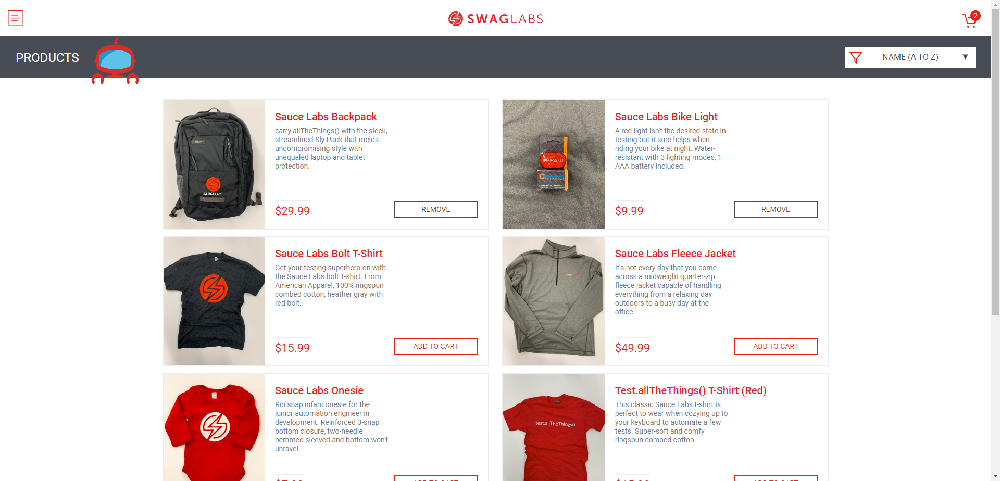 SWAGLABS
2
PRODUCTS
NAME (A TO Z)
Sauce Labs Backpack
carry.allTheThings() with the sleek,
streamlined Sly Pack that melds
uncompromising style with
unequaled laptop and tablet
protection.
$29.99
REMOVE
SAUCELABS
Sauce Labs Bike Light
A red light isn't the desired state in
testing but it sure helps when
riding your bike at night. Water-
resistant with 3 lighting modes, 1
AAA battery included.
$9.99
REMOVE
SAUCELABS
Sauce Labs Bolt T-Shirt
Get your testing superhero on with
the Sauce Labs bolt T-shirt. From
American Apparel, 100% ringspun
combed cotton, heather gray with
red bolt.
$15.99
ADD TO CART
Sauce Labs Fleece Jacket
It's not every day that you come
across a midweight quarter-zip
fleece jacket capable of handling
everything from a relaxing day
outdoors to a busy day at the
office.
$49.99
ADD TO CART
Sauce Labs Onesie
Rib snap infant onesie for the
junior automation engineer in
development. Reinforced 3-snap
bottom closure, two-needle
hemmed sleeved and bottom won't
unravel.
ADD TO CART
Test.allTheThings() T-Shirt (Red)
This classic Sauce Labs t-shirt is
perfect to wear when cozying up to
your keyboard to automate a few
tests. Super-soft and comfy
ringspun combed cotton.
ADD TO CART
test.allTheThings()